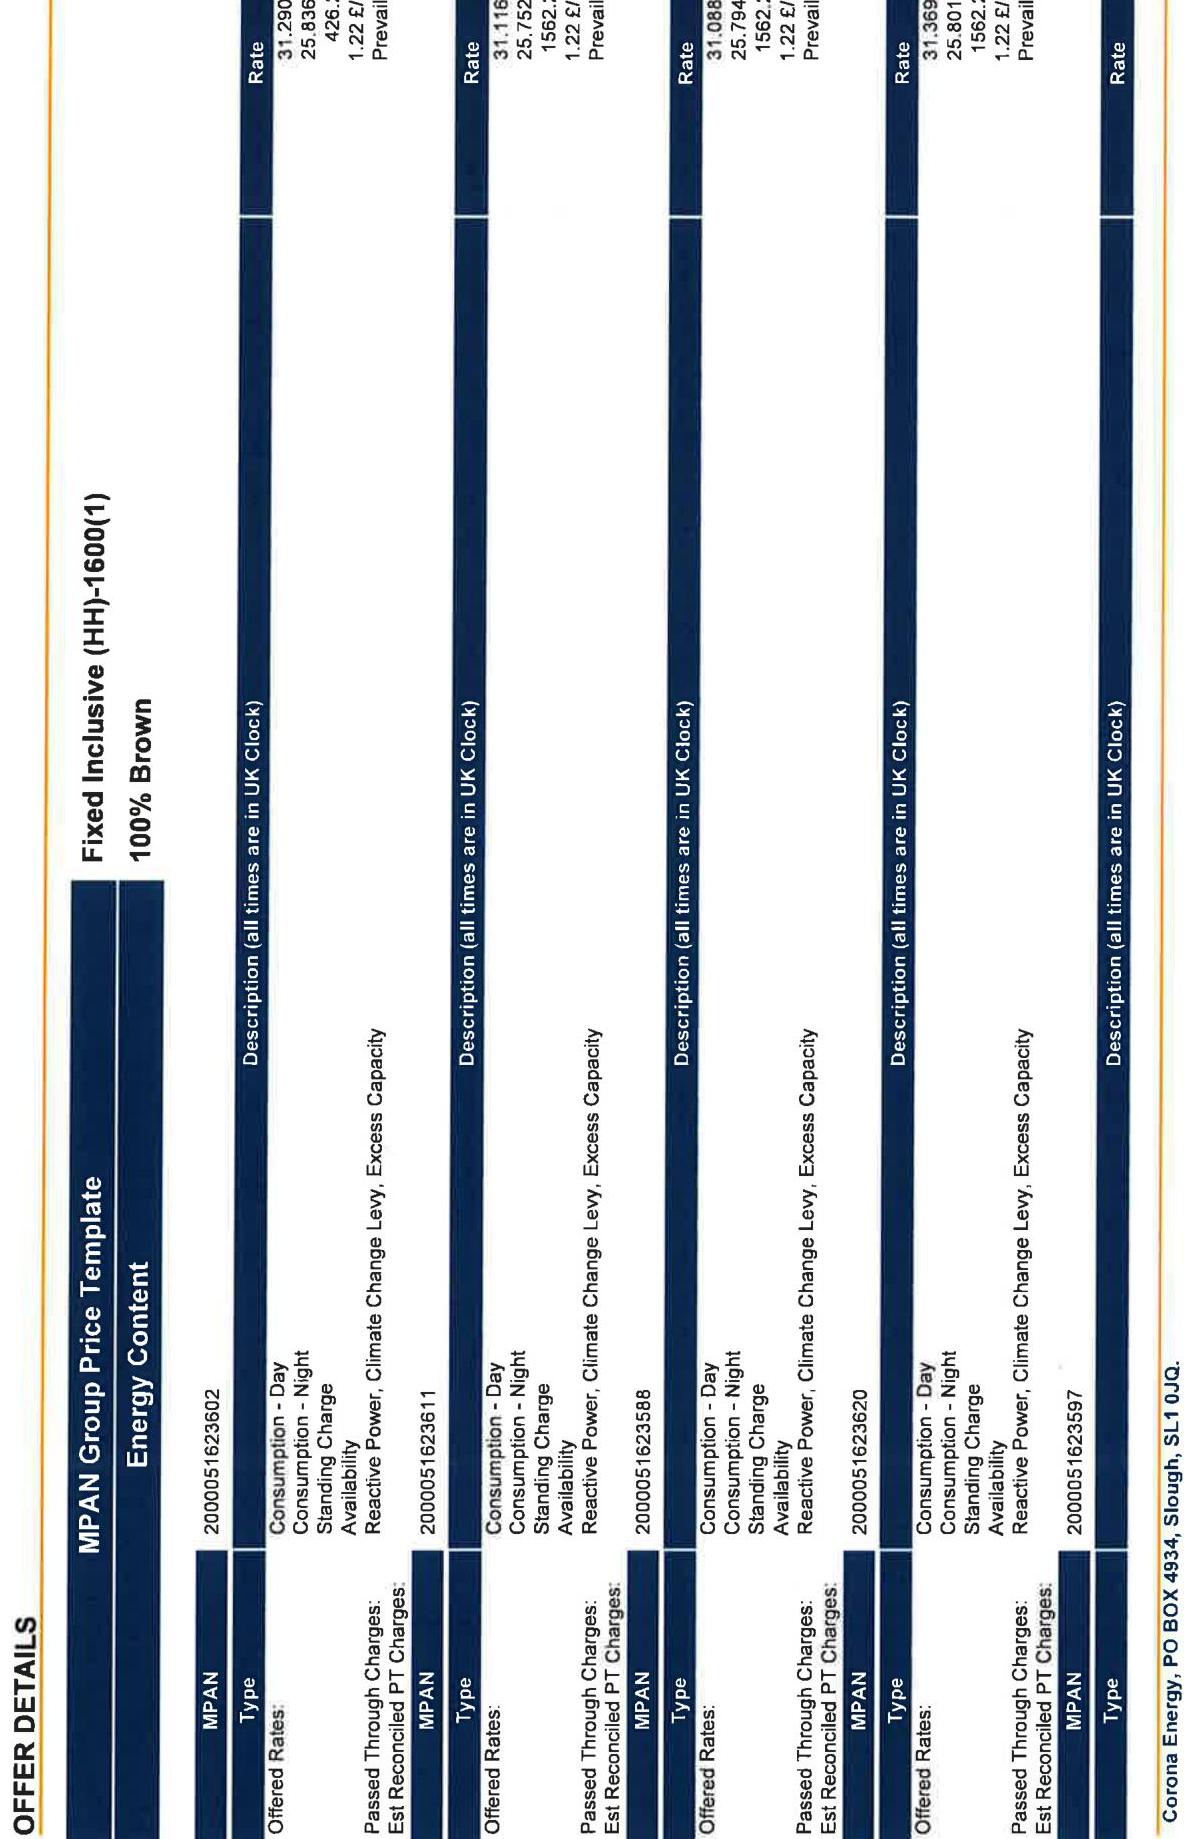 OFFER DETAILS
MPAN Group Price Template Fixed Inclusive (HH)-1600(1)
Energy Content 100% Brown
MPAN 2000051623602
Type Description (all times are in UK Clock) Rate
Offered Rates: Consumption - Day 31.290
Consumption - Night 25.836
Standing Charge 426.
Availability 1.22 £/
Passed Through Charges: Reactive Power, Climate Change Levy, Excess Capacity Prevail
Est Reconciled PT Charges:
MPAN 2000051623611
Type Description (all times are in UK Clock) Rate
Offered Rates: Consumption - Day 31.116
Consumption - Night 25.752
Standing Charge 1562.
Availability 1.22 £/
Passed Through Charges: Reactive Power, Climate Change Levy, Excess Capacity Prevail
Est Reconciled PT Charges:
MPAN 2000051623588
Type Description (all times are in UK Clock) Rate
Offered Rates: Consumption - Day 31.088
Consumption - Night 25.794
Standing Charge 1562.
Availability 1.22 £/
Passed Through Charges: Reactive Power, Climate Change Levy, Excess Capacity Prevail
Est Reconciled PT Charges:
MPAN 2000051623620
Type Description (all times are in UK Clock) Rate
Offered Rates: Consumption - Day 31.369
Consumption - Night 25.801
Standing Charge 1562.
Availability 1.22 £/
Passed Through Charges: Reactive Power, Climate Change Levy, Excess Capacity Prevail
Est Reconciled PT Charges:
MPAN 2000051623597
Type Description (all times are in UK Clock) Rate
Corona Energy, PO BOX 4934, Slough, SL1 0JQ.